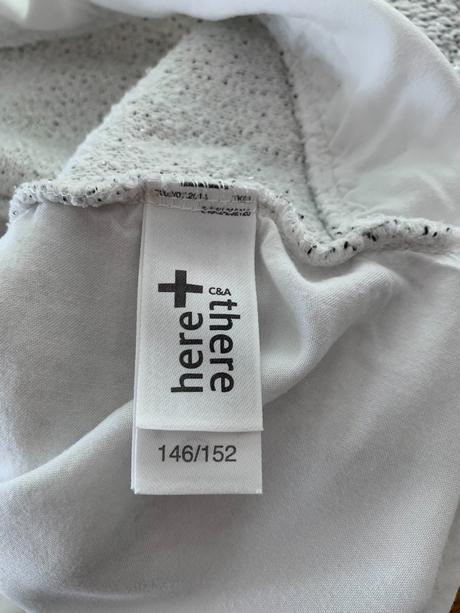 here + there
C&A
146/152